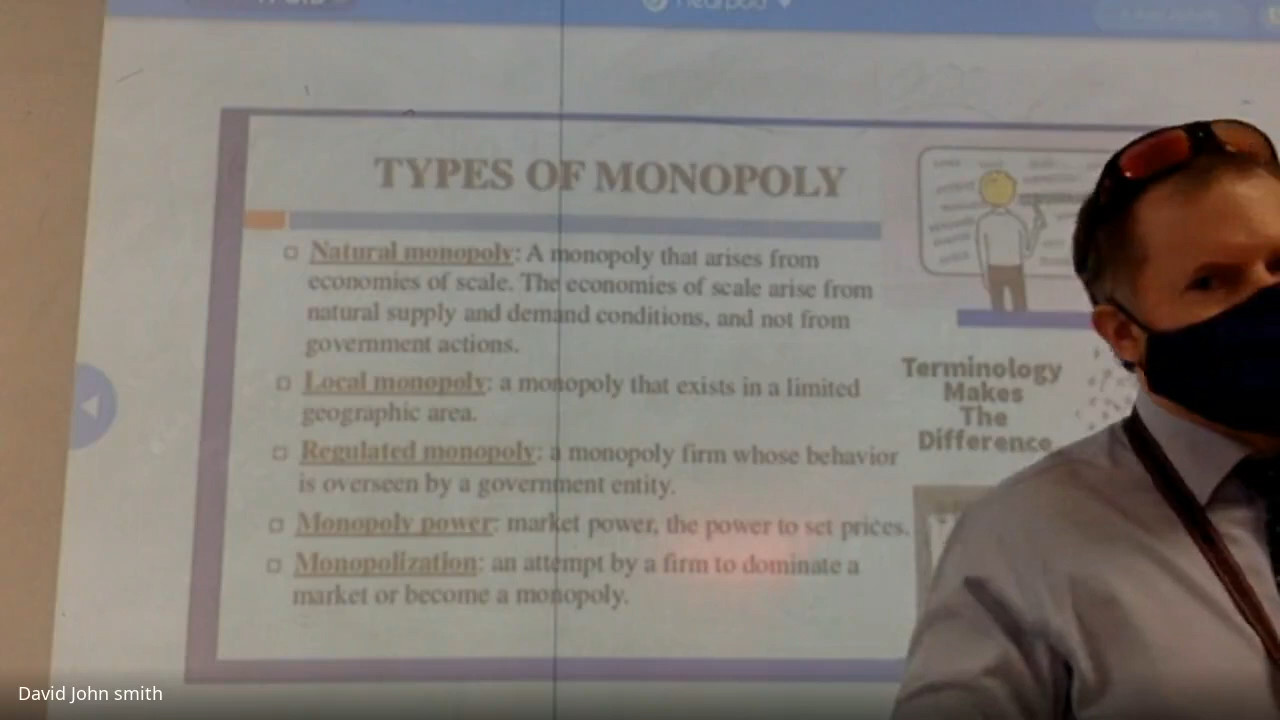 nearpod
TYPES OF MONOPOLY
Natural monopoly: A monopoly that arises from
economies of scale. The economies of scale arise from
natural supply and demand conditions, and not from
government actions.
Local monopoly: a monopoly that exists in a limited
geographic area.
Regulated monopoly: a monopoly firm whose behavior
is overseen by a government entity.
Monopoly power: market power, the power to set prices.
Monopolization: an attempt by a firm to dominate a
market or become a monopoly.
Terminology
Makes
The
Difference
David John smith